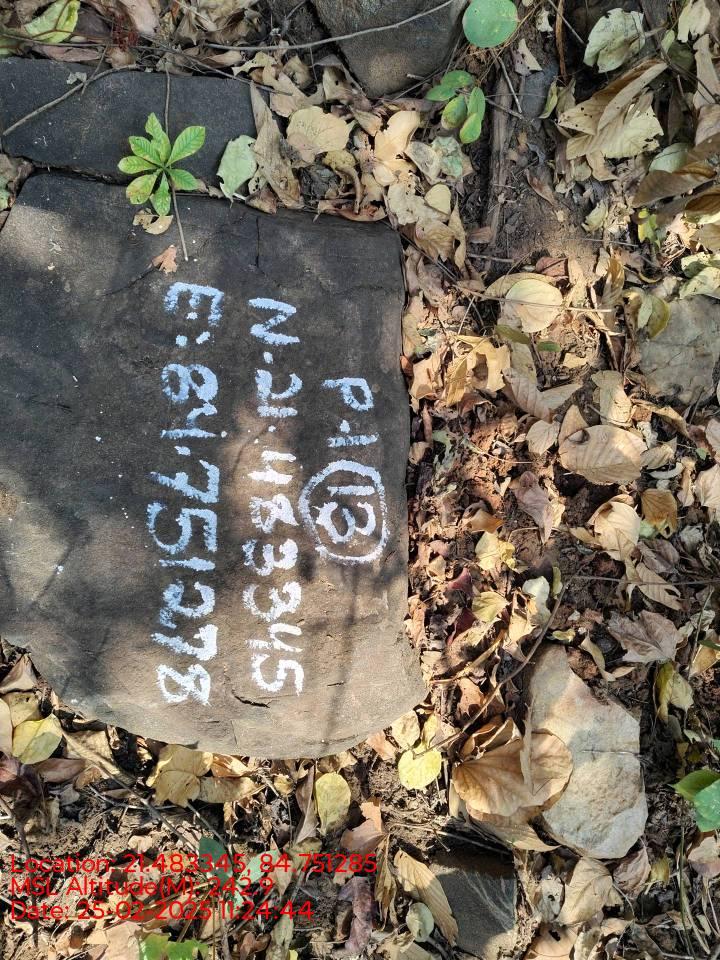 P-1 (13)
N-21.483345
E:84.751278
Location: 21.483345, 84.751285
MSL Altitude(M): 242.9
Date: 25-02-2025 11:24:44